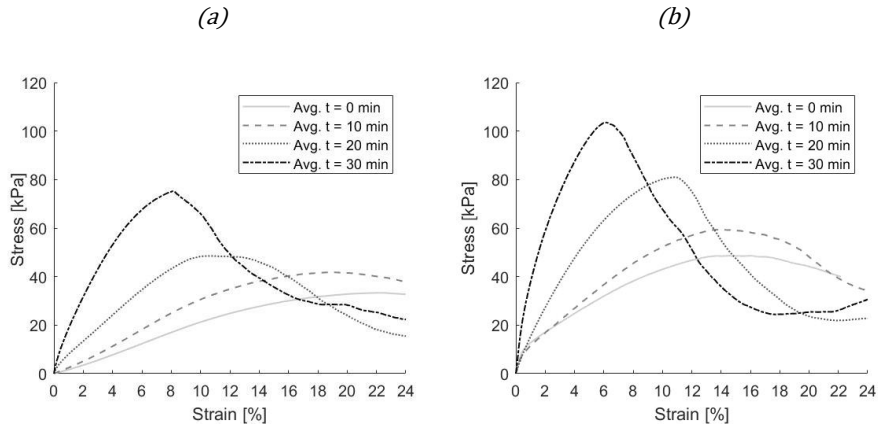 (a)
(b)
120
100
80
60
40
20
0
Stress [kPa]
Avg. t = 0 min
Avg. t = 10 min
Avg. t = 20 min
Avg. t = 30 min
0 2 4 6 8 10 12 14 16 18 20 22 24
Strain [%]
120
100
80
60
40
20
0
Stress [kPa]
Avg. t = 0 min
Avg. t = 10 min
Avg. t = 20 min
Avg. t = 30 min
0 2 4 6 8 10 12 14 16 18 20 22 24
Strain [%]